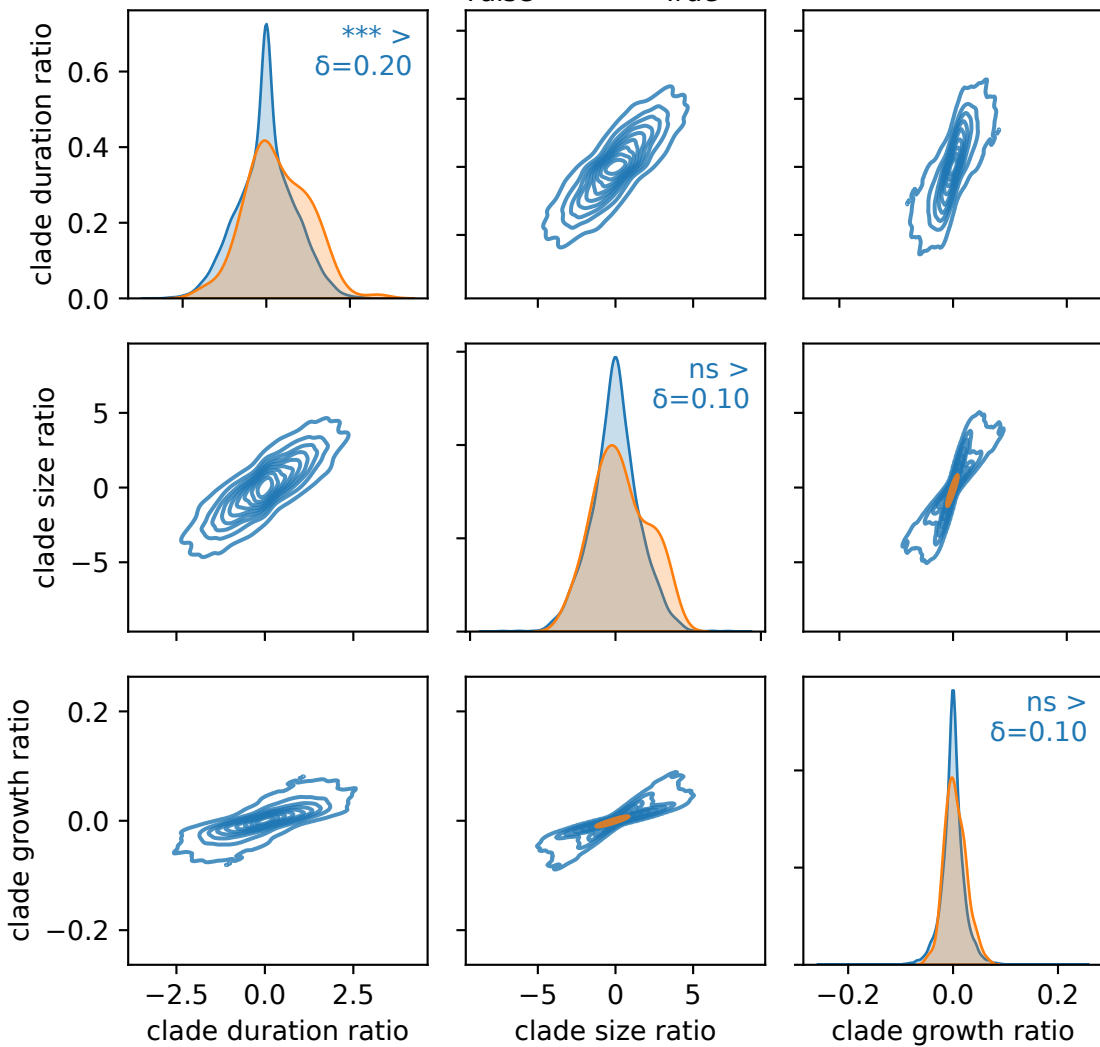 *** >
δ=0.20
clade duration ratio
0.6
0.4
0.2
0.0
ns >
δ=0.10
clade size ratio
5
0
−5
ns >
δ=0.10
clade growth ratio
0.2
0.0
−0.2
−2.5 0.0 2.5
−5 0 5
−0.2 0.0 0.2
clade duration ratio
clade size ratio
clade growth ratio